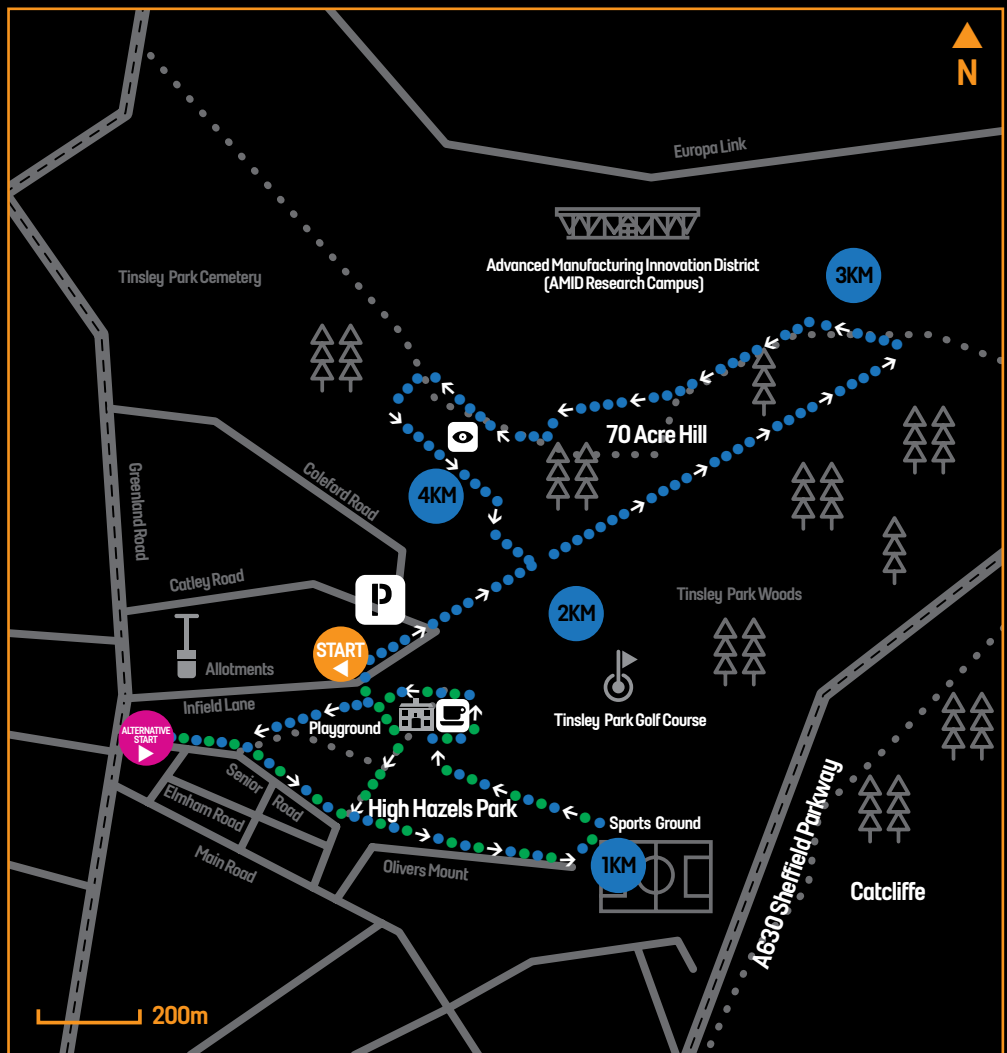 N
Europa Link
Advanced Manufacturing Innovation District
(AMID Research Campus)
Tinsley Park Cemetery
3KM
70 Acre Hill
Greenland Road
Coleford Road
4KM
Catley Road
P
2KM
Tinsley Park Woods
START
Allotments
Infield Lane
Playground
Tinsley Park Golf Course
ALTERNATIVE
START
Senior
Road
Elmham Road
High Hazels Park
Sports Ground
Main Road
Olivers Mount
1KM
A630 Sheffield Parkway
Catcliffe
200m